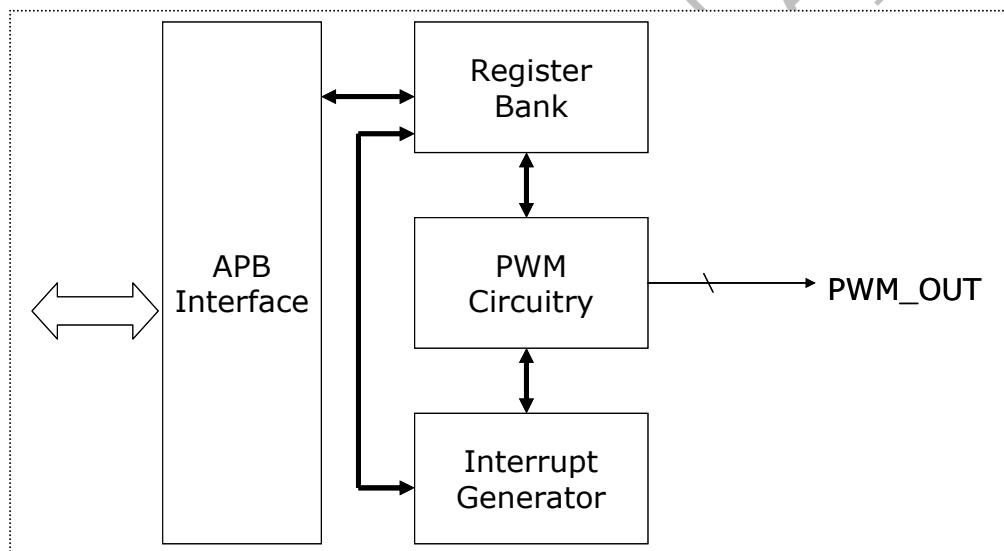 Register
Bank
APB
Interface
PWM
Circuitry
PWM_OUT
Interrupt
Generator